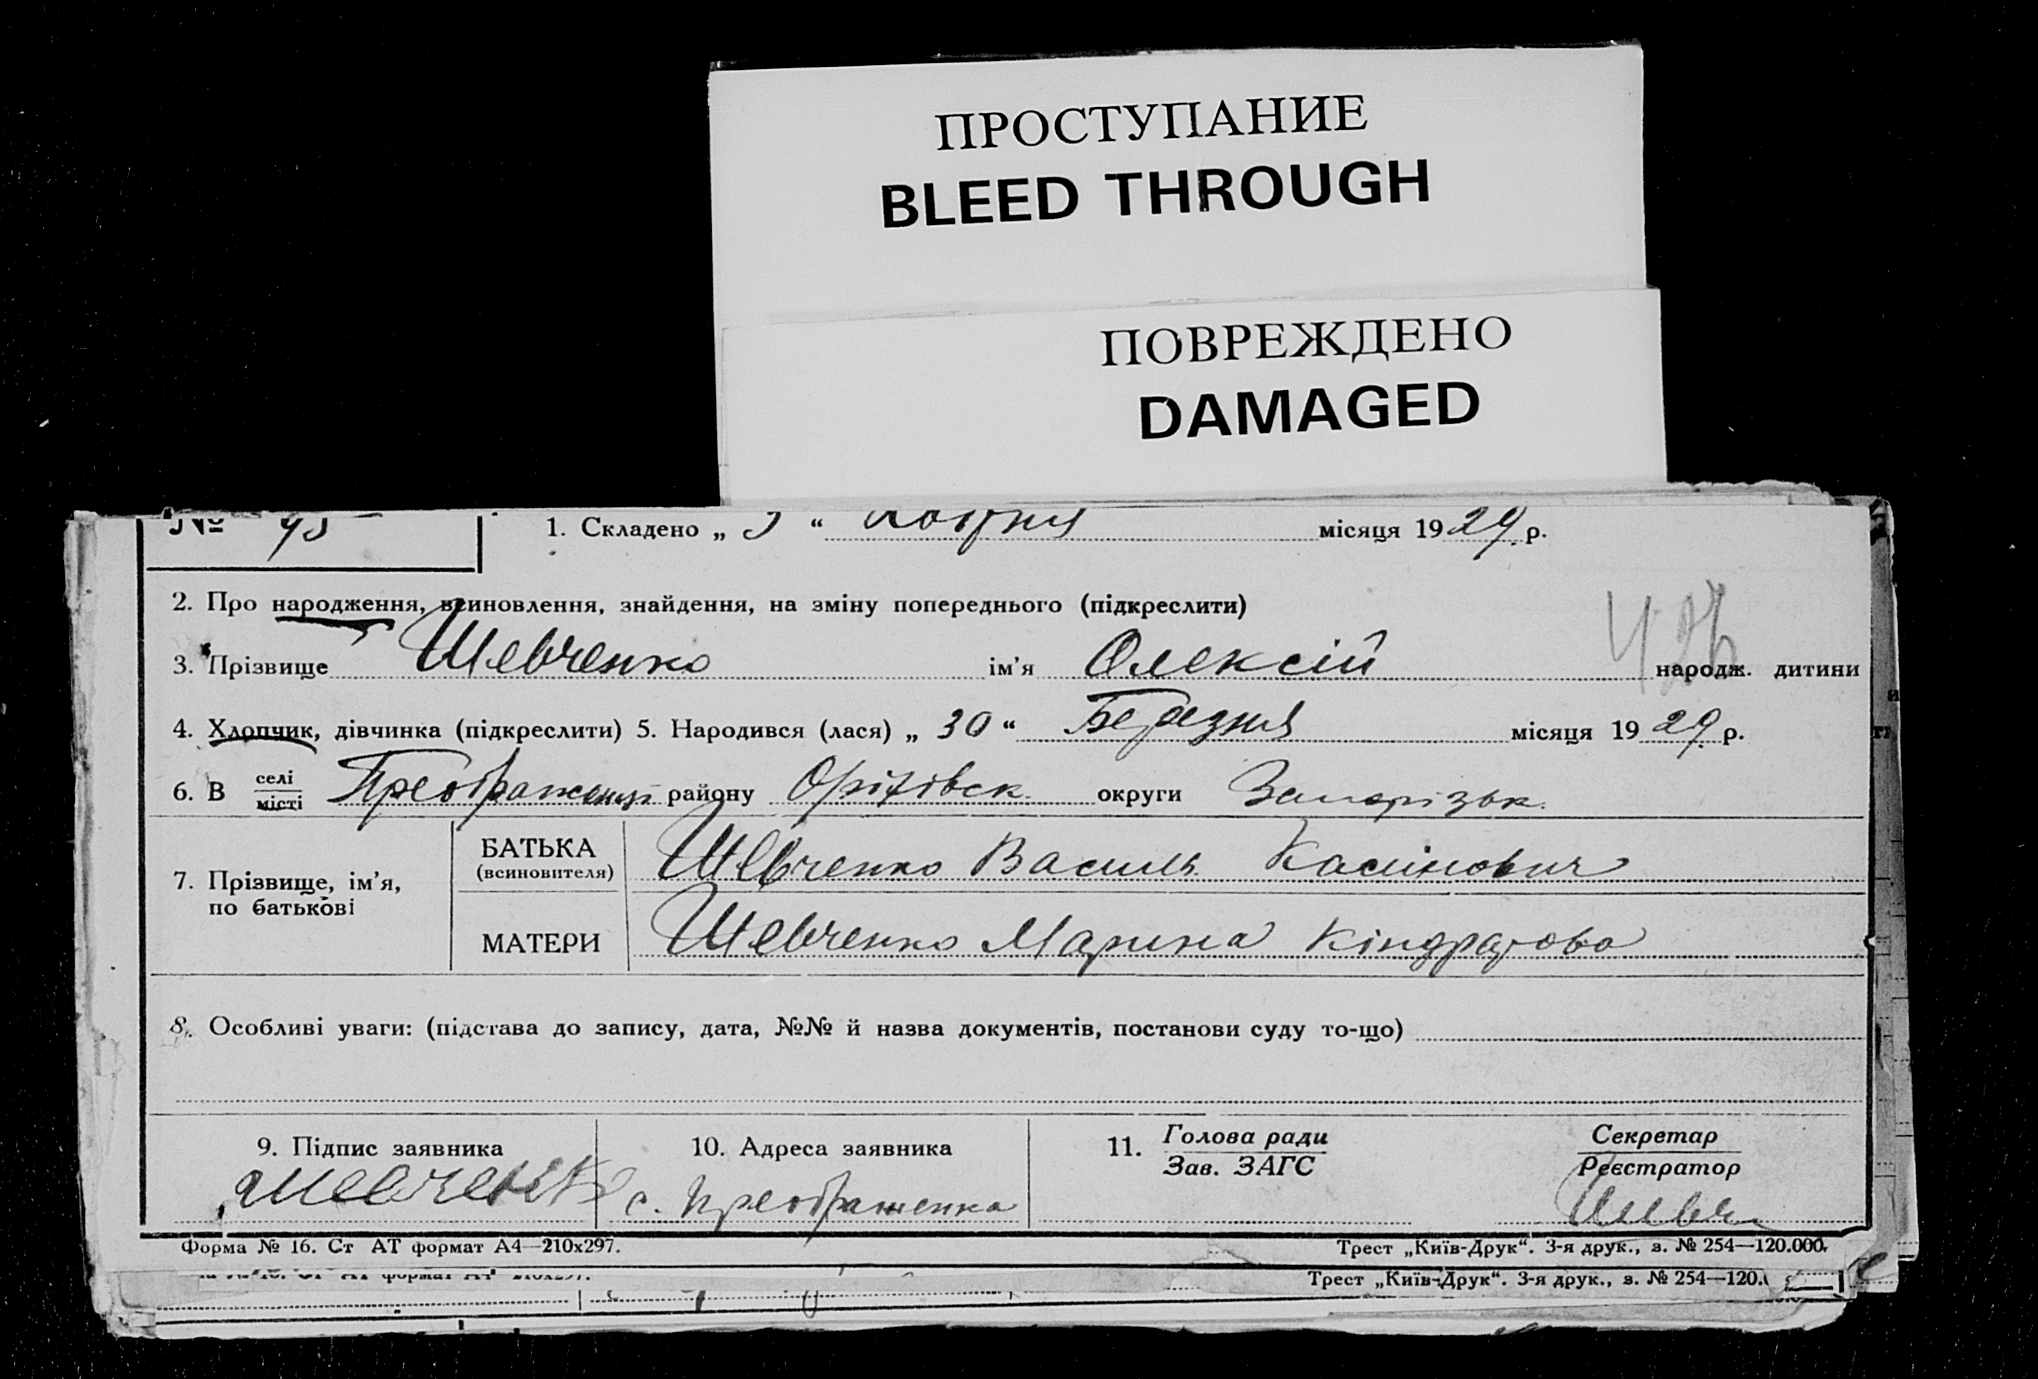 ПРОСТУПАНИЕ
BLEED THROUGH
ПОВРЕЖДЕНО
DAMAGED
№ 1. Складено „ 3 “ місяця 1929 р.
2. Про народження, всиновлення, знайдення, на зміну попереднього (підкреслити)
3. Прізвище Шевченко ім’я Олексій народж. дитини
4. Хлопчик, дівчинка (підкреслити) 5. Народився (лася) „ 30 “ Березня місяця 1929 р.
6. В селі
місті Преображенці району Оріхівськ. округи Запорізьк.
7. Прізвище, ім’я, по батькові
БАТЬКА (всиновителя) Шевченко Василь
МАТЕРИ Шевченко Марина Кіндратова
8. Особливі уваги: (підстава до запису, дата, №№ й назва документів, постанови суду то-що)
9. Підпис заявника 10. Адреса заявника 11. Голова ради Секретар
Зав. ЗАГС Реєстратор
Шевченко с. Преображенка
Форма № 16. Ст АТ формат А4—210х297. Трест „Київ-Друк“. 3-я друк., з. № 254—120.000.
Трест „Київ-Друк“. 3-я друк., з. № 254—120.